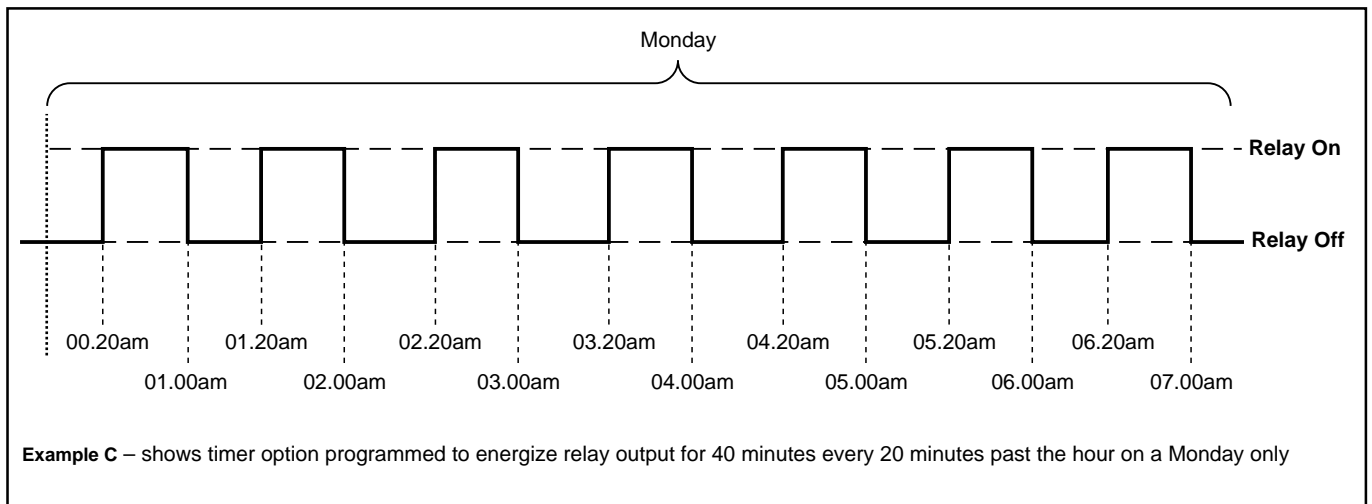 Monday
Relay On
Relay Off
00.20am 01.20am 02.20am 03.20am 04.20am 05.20am 06.20am
01.00am 02.00am 03.00am 04.00am 05.00am 06.00am 07.00am
Example C – shows timer option programmed to energize relay output for 40 minutes every 20 minutes past the hour on a Monday only